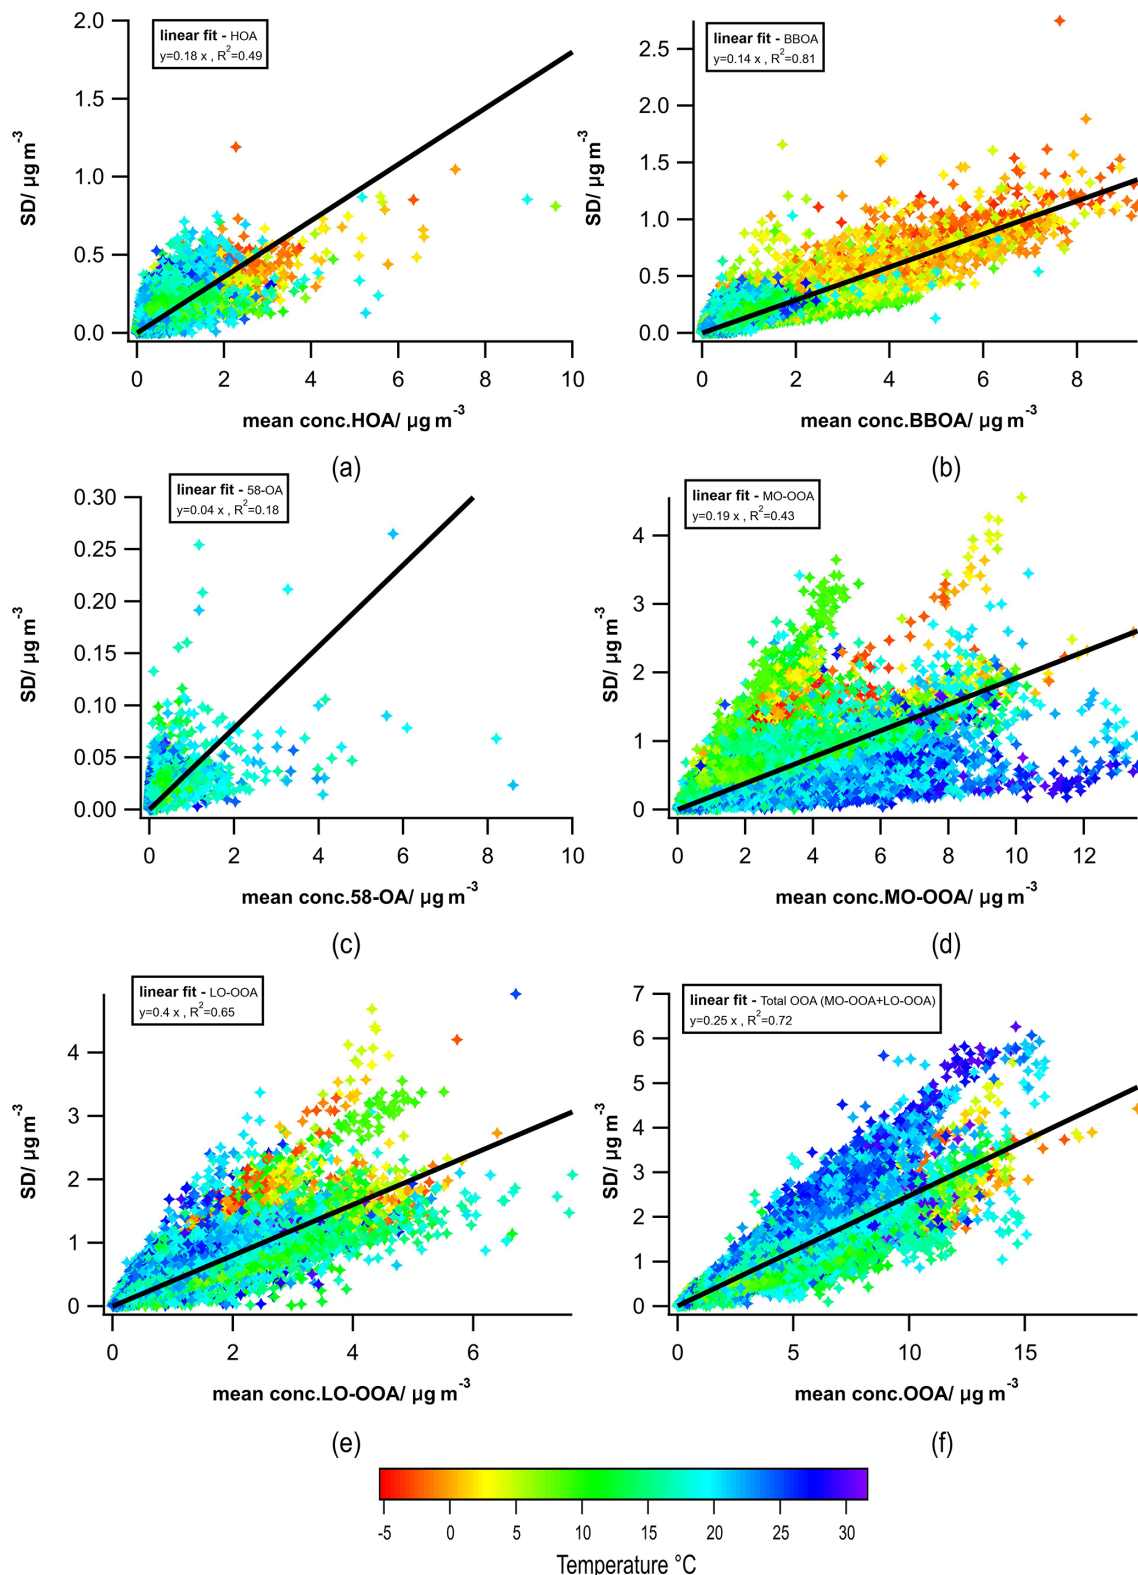 linear fit - HOA
y=0.18 x , R²=0.49
2.0
1.5
1.0
0.5
0.0
SD/ µg m⁻³
0 2 4 6 8 10
mean conc.HOA/ µg m⁻³
(a)
linear fit - BBOA
y=0.14 x , R²=0.81
2.5
2.0
1.5
1.0
0.5
0.0
SD/ µg m⁻³
0 2 4 6 8
mean conc.BBOA/ µg m⁻³
(b)
linear fit - 58-OA
y=0.04 x , R²=0.18
0.30
0.25
0.20
0.15
0.10
0.05
0.00
SD/ µg m⁻³
0 2 4 6 8 10
mean conc.58-OA/ µg m⁻³
(c)
linear fit - MO-OOA
y=0.19 x , R²=0.43
4
3
2
1
0
SD/ µg m⁻³
0 2 4 6 8 10 12
mean conc.MO-OOA/ µg m⁻³
(d)
linear fit - LO-OOA
y=0.4 x , R²=0.65
4
3
2
1
0
SD/ µg m⁻³
0 2 4 6
mean conc.LO-OOA/ µg m⁻³
(e)
linear fit - Total OOA (MO-OOA+LO-OOA)
y=0.25 x , R²=0.72
7
6
5
4
3
2
1
0
SD/ µg m⁻³
0 5 10 15
mean conc.OOA/ µg m⁻³
(f)
-5 0 5 10 15 20 25 30
Temperature °C